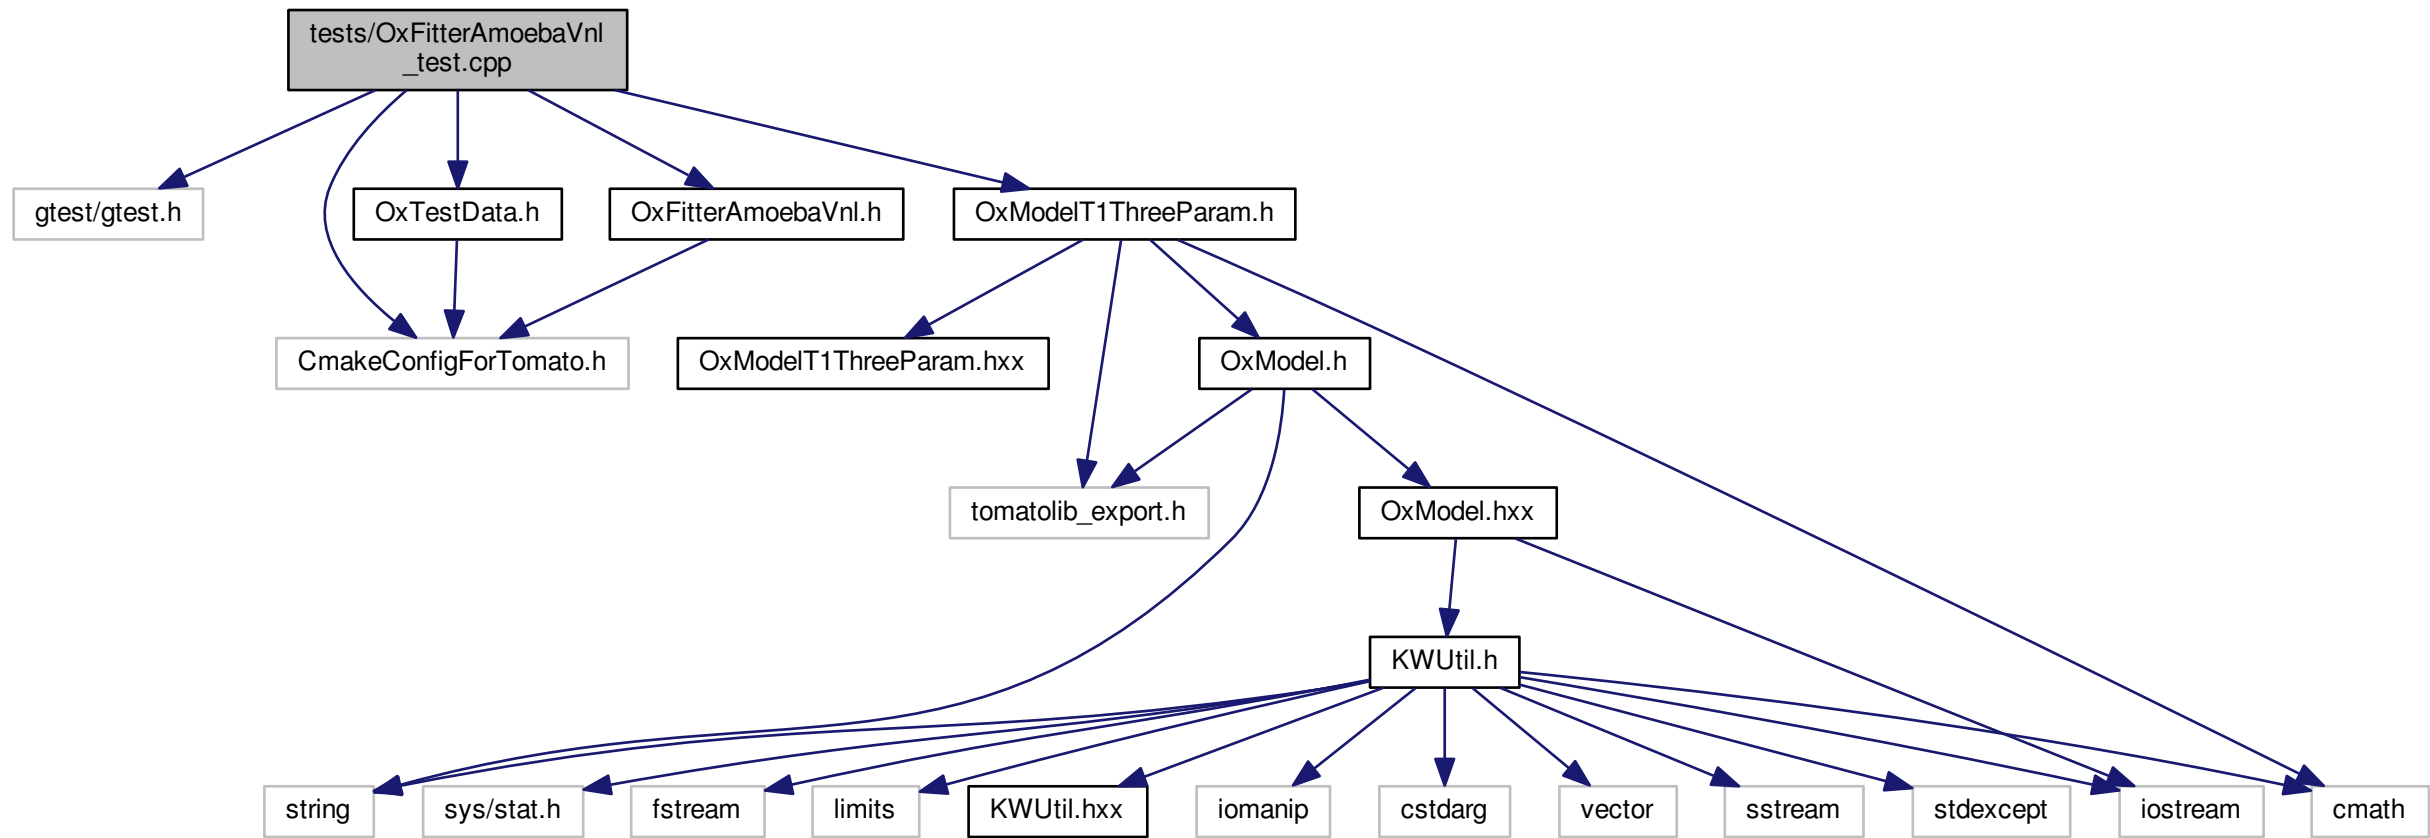 tests/OxFitterAmoebaVnl
_test.cpp
gtest/gtest.h
OxTestData.h
OxFitterAmoebaVnl.h
OxModelT1ThreeParam.h
CmakeConfigForTomato.h
OxModelT1ThreeParam.hxx
OxModel.h
tomatolib_export.h
OxModel.hxx
KWUtil.h
string
sys/stat.h
fstream
limits
KWUtil.hxx
iomanip
cstdarg
vector
sstream
stdexcept
iostream
cmath